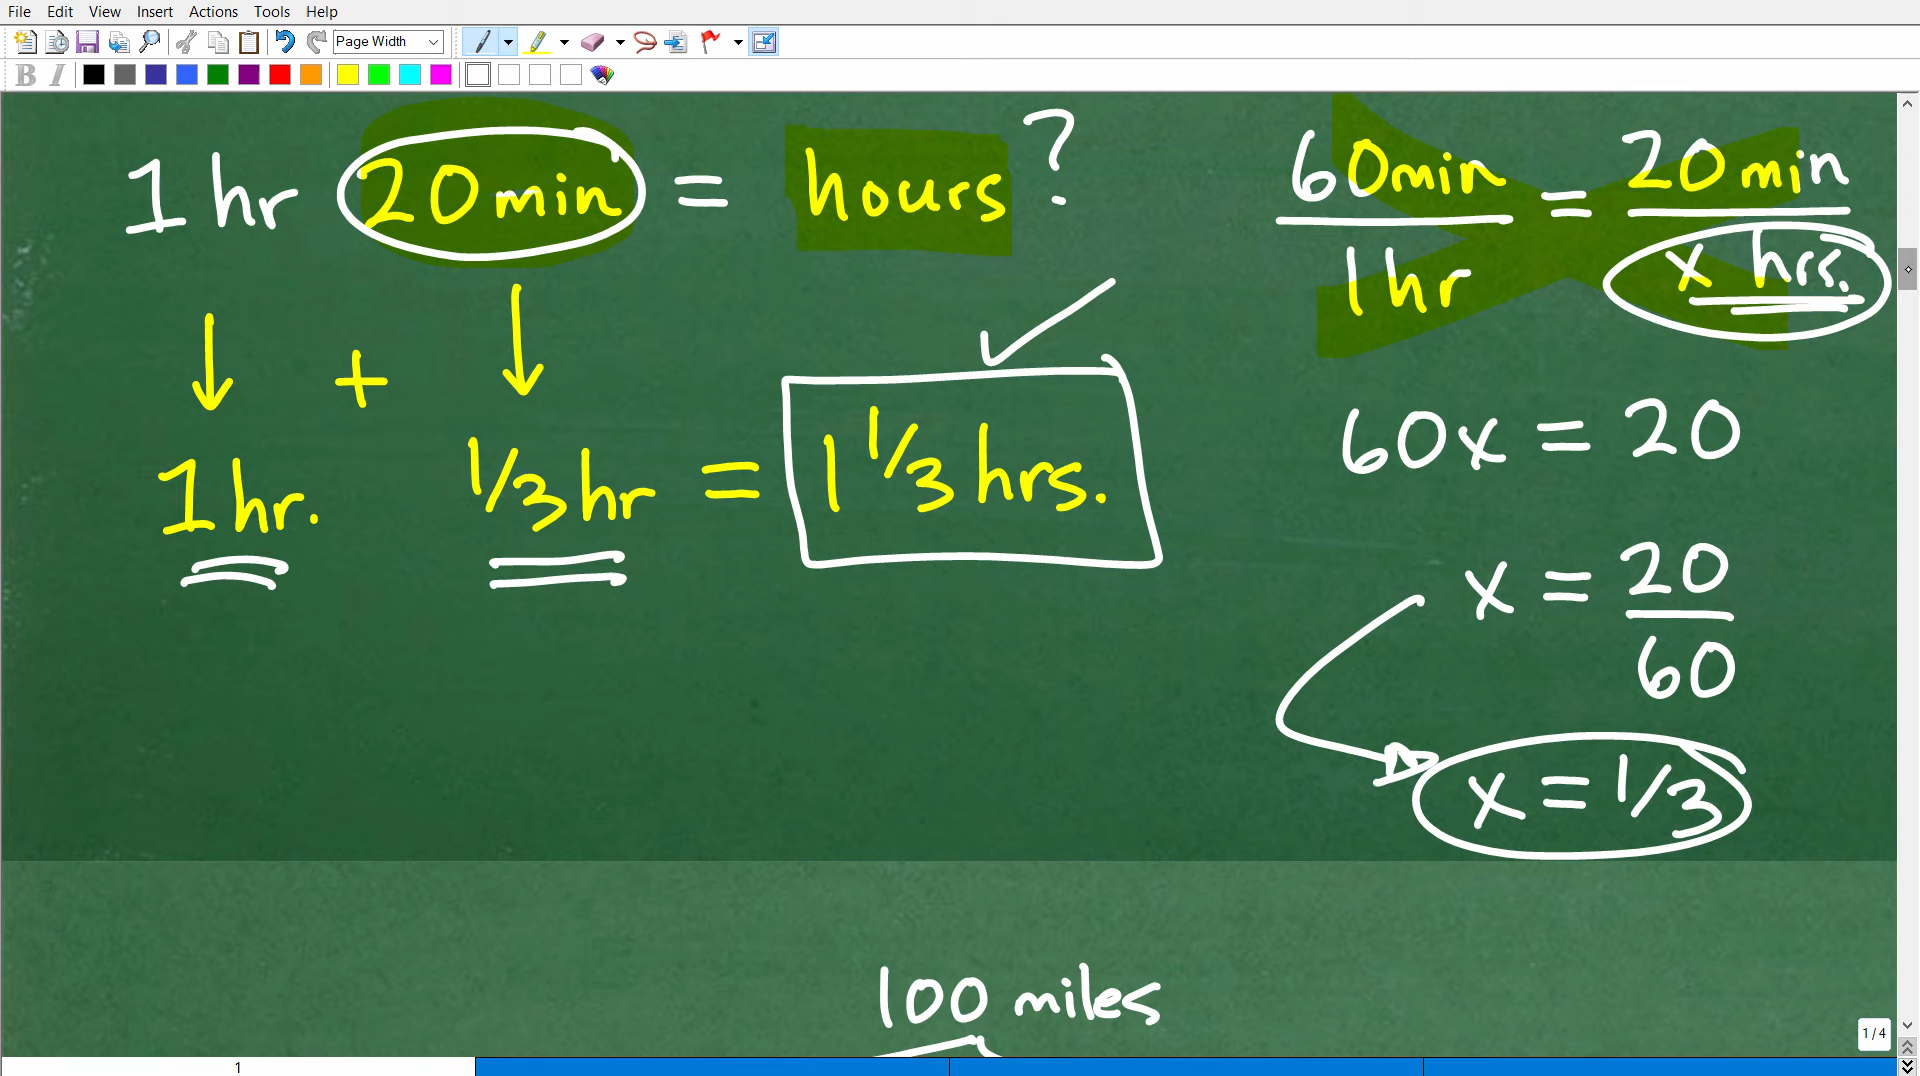 File Edit View Insert Actions Tools Help
Page Width
B I
1 hr 20 min = hours ?
1 hr. + 1/3 hr = 1 1/3 hrs.
60 min / 1 hr = 20 min / x hrs.
60x = 20
x = 20 / 60
x = 1/3
100 miles
1 / 4
1